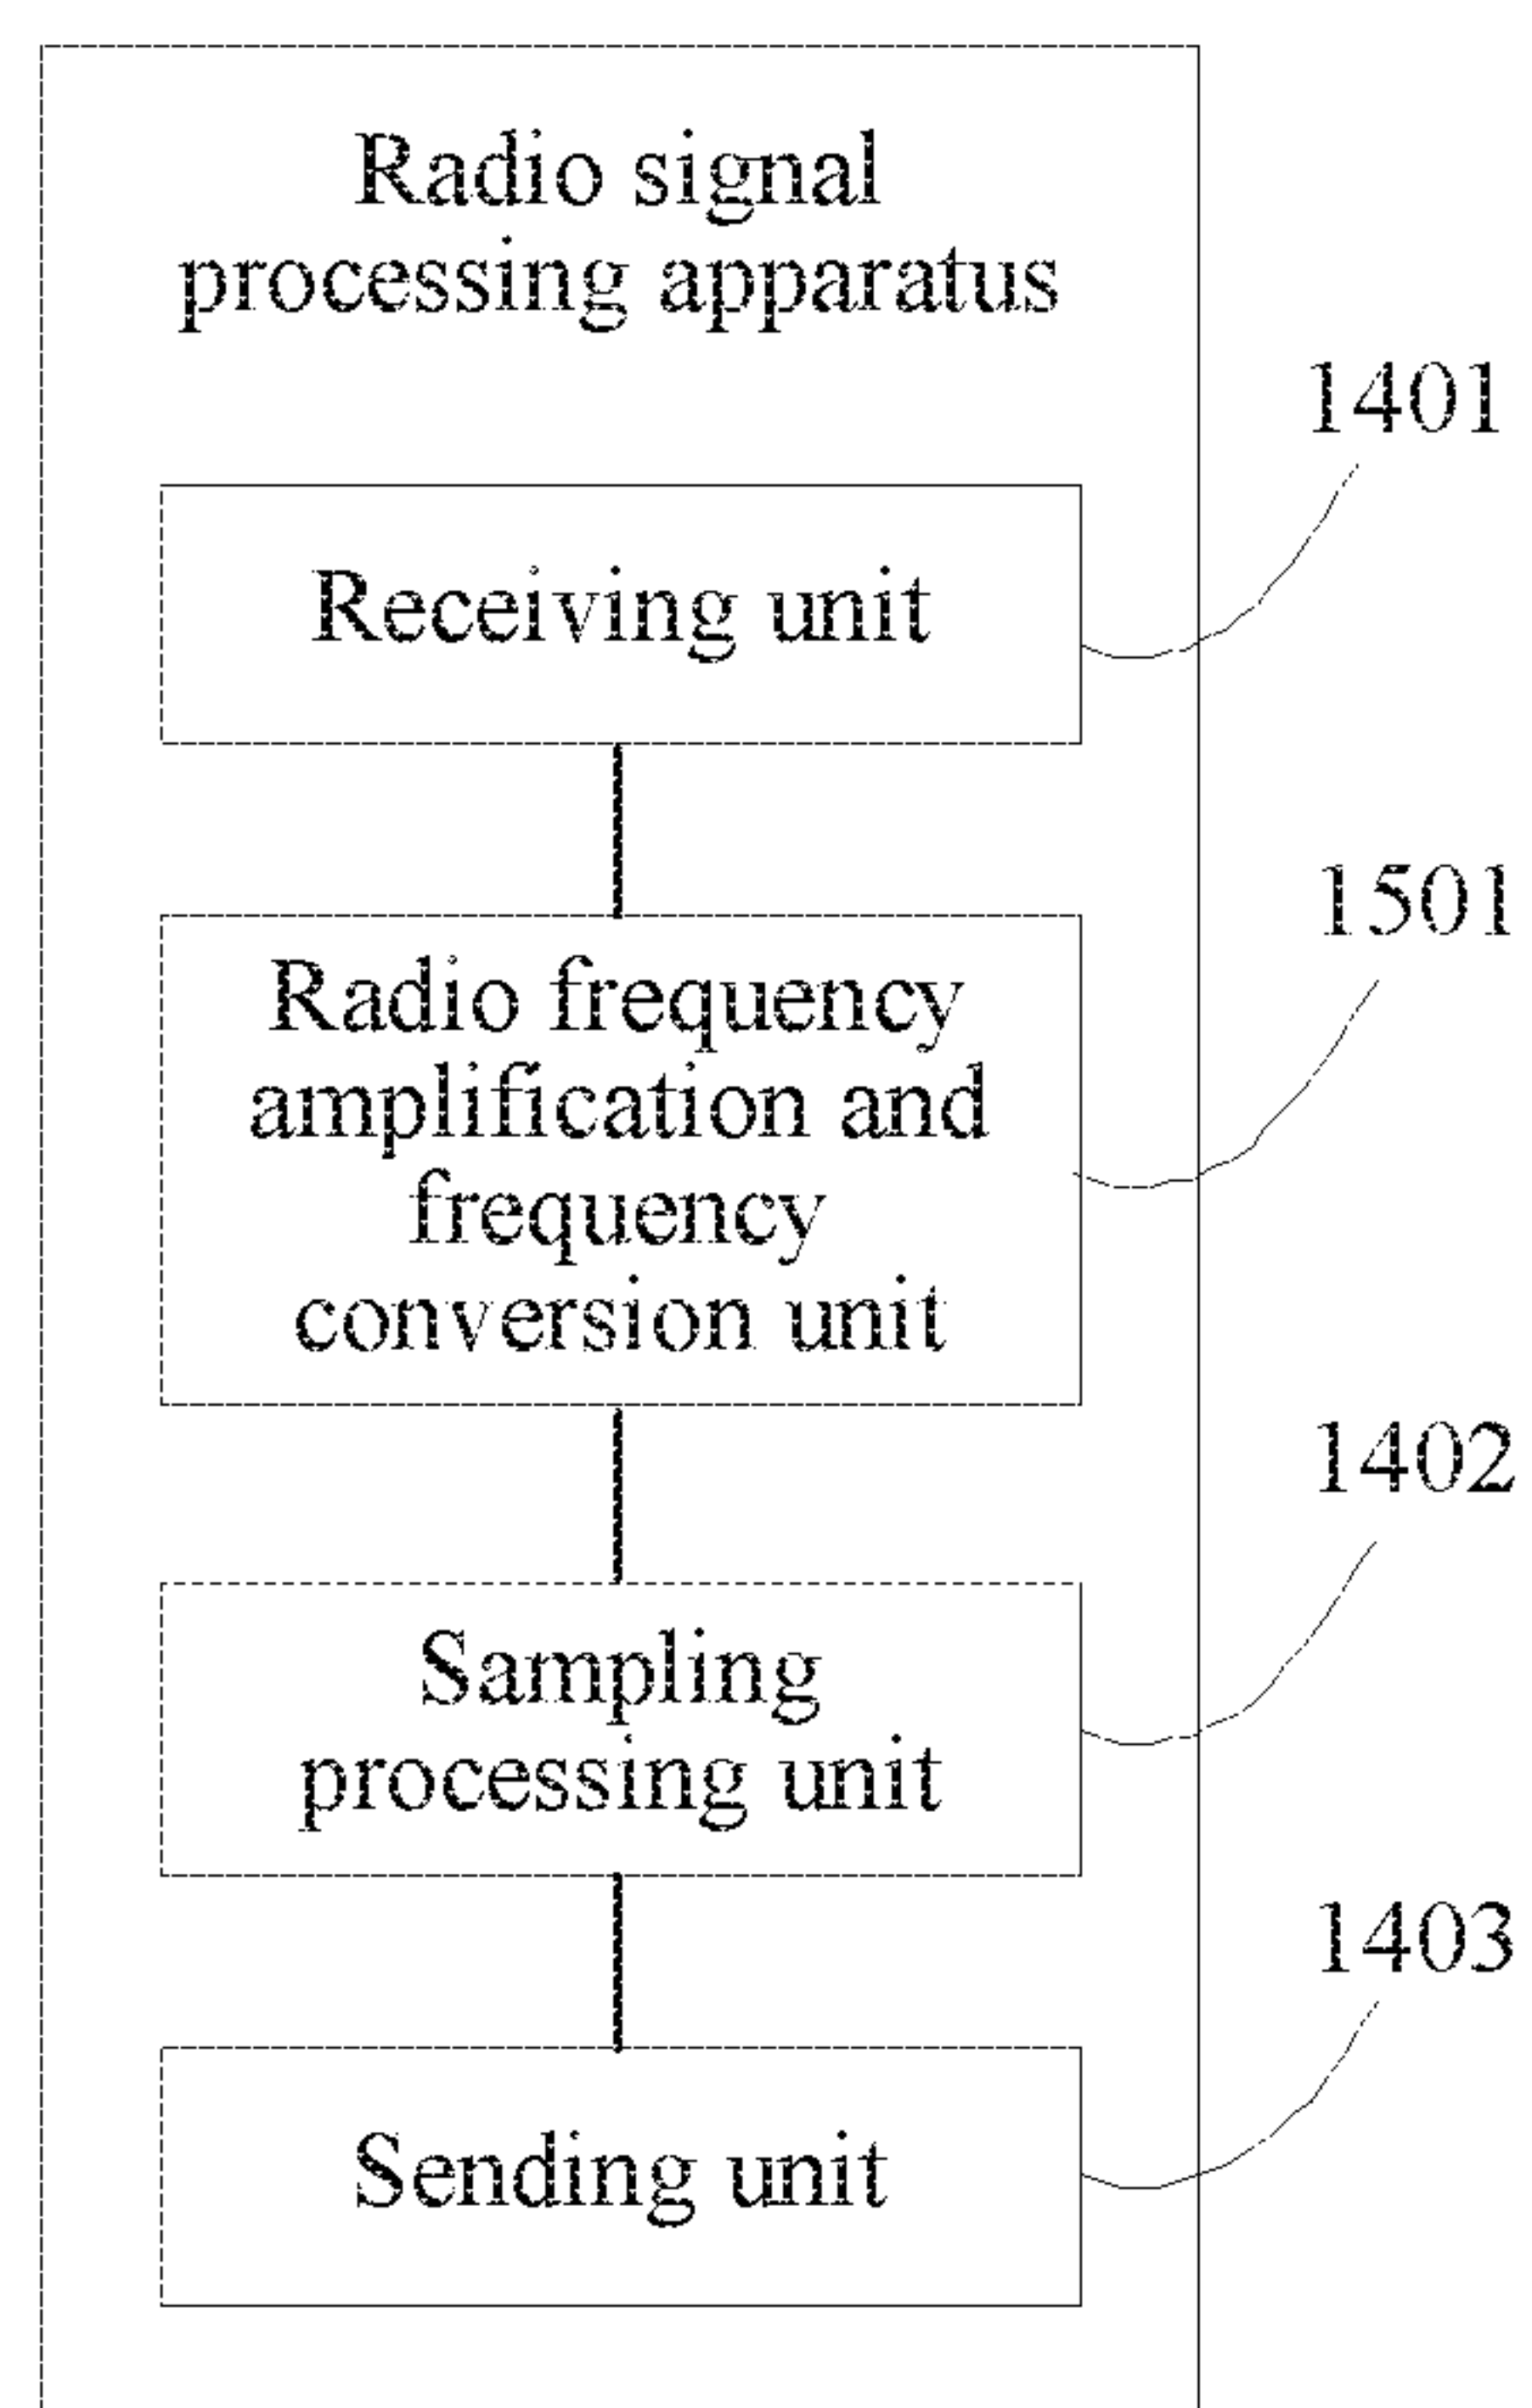 Radio signal
processing apparatus
1401
Receiving unit
1501
Radio frequency
amplification and
frequency
conversion unit
1402
Sampling
processing unit
1403
Sending unit